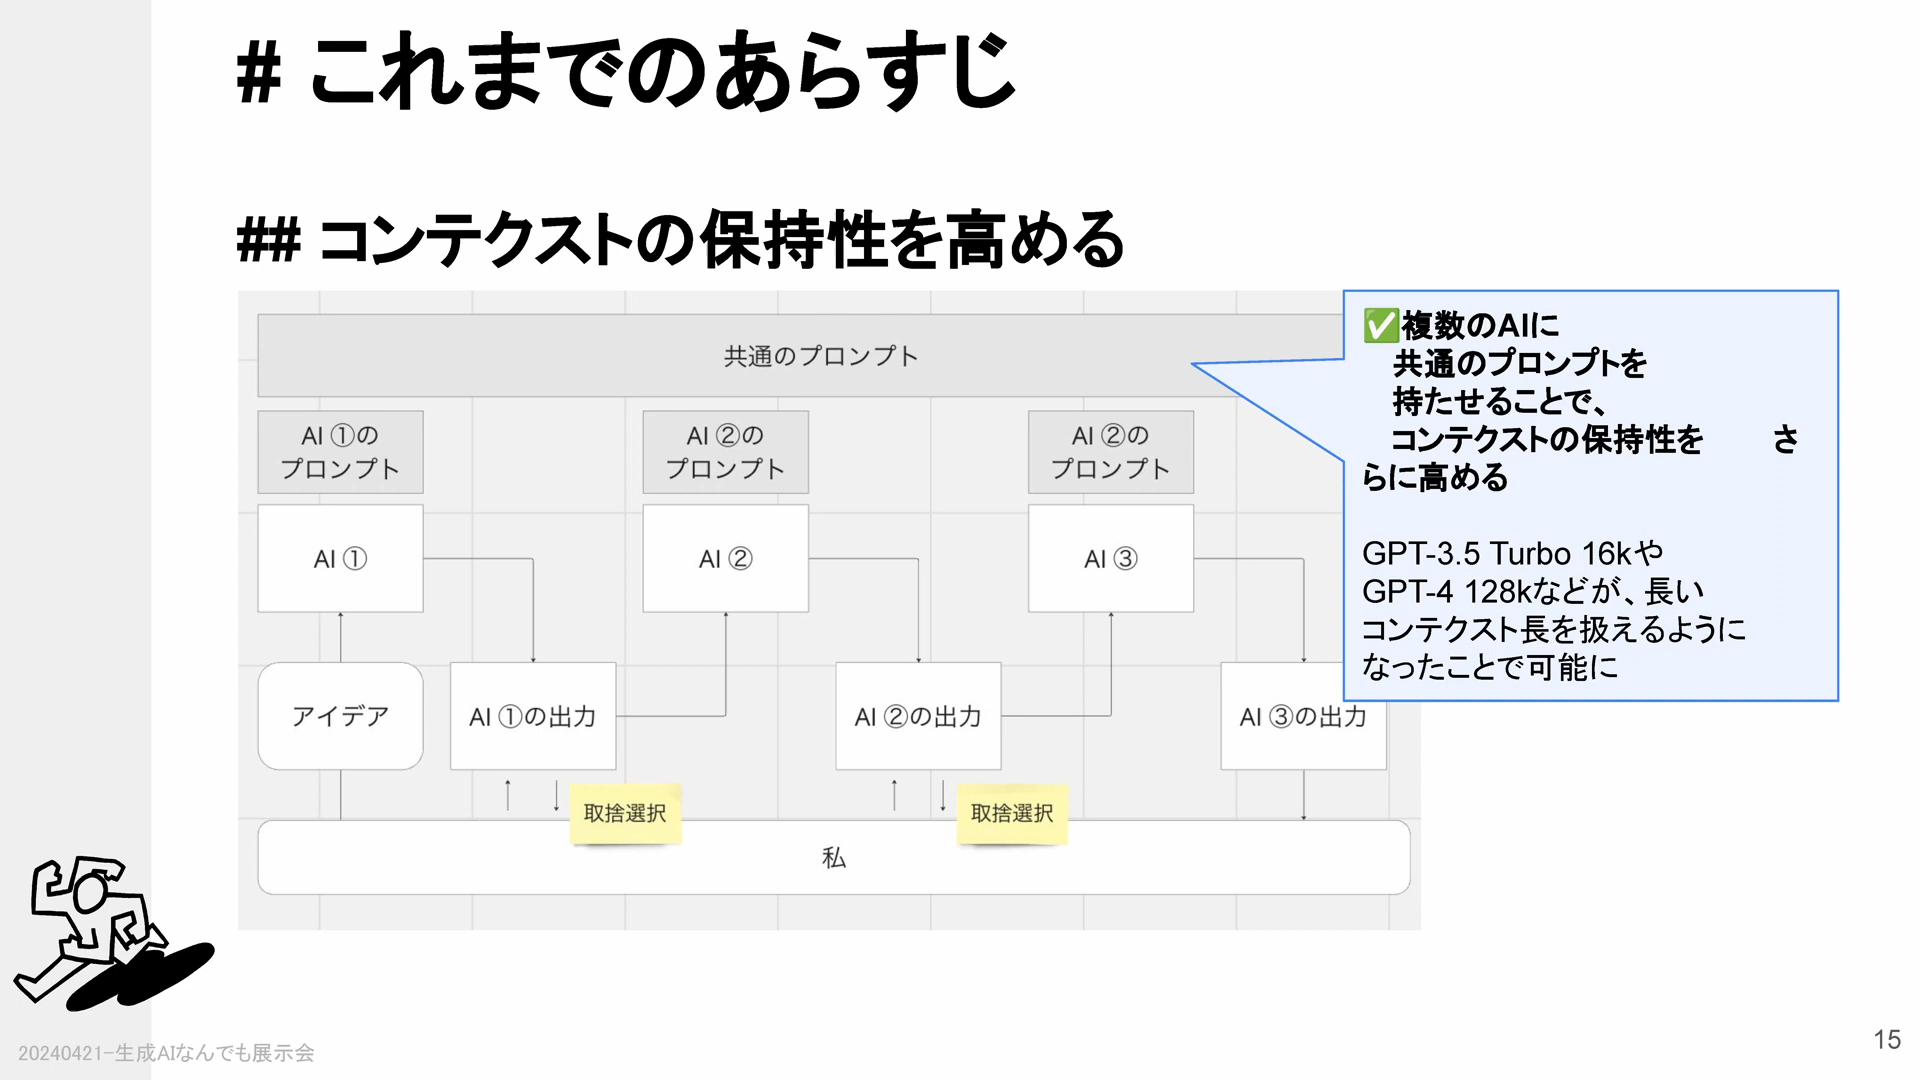 # これまでのあらすじ
## コンテクストの保持性を高める
共通のプロンプト
AI ①の
プロンプト
AI ②の
プロンプト
AI ②の
プロンプト
AI ①
AI ②
AI ③
アイデア
AI ①の出力
AI ②の出力
AI ③の出力
取捨選択
取捨選択
私
✅複数のAIに
共通のプロンプトを
持たせることで、
コンテクストの保持性を　　さ
らに高める
GPT-3.5 Turbo 16kや
GPT-4 128kなどが、長い
コンテクスト長を扱えるように
なったことで可能に
20240421-生成AIなんでも展示会
15